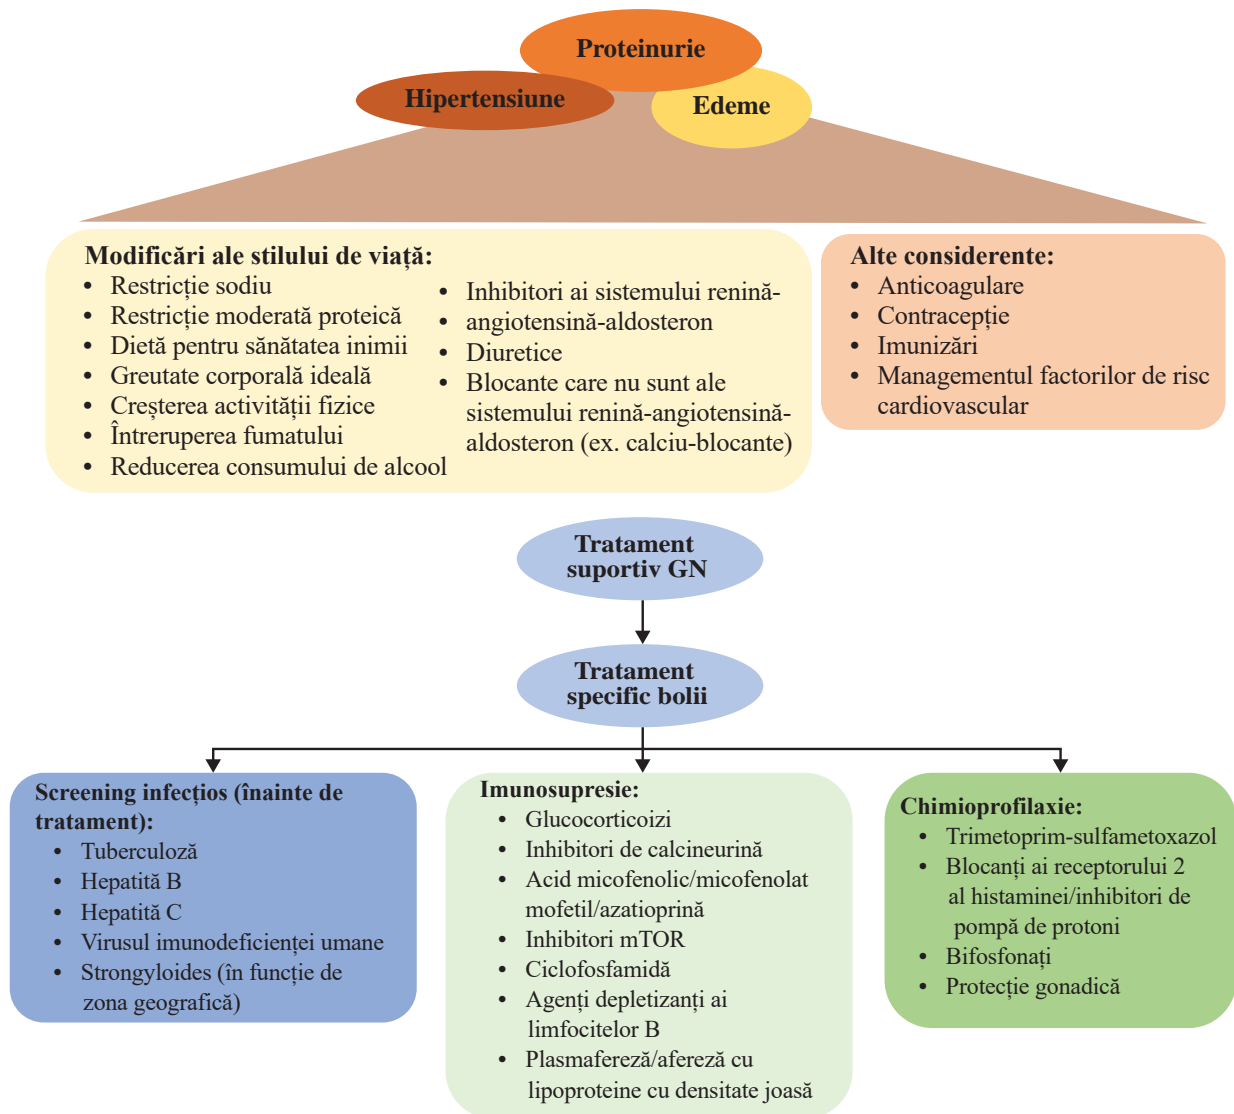 Proteinurie
Hipertensiune
Edeme
Modificări ale stilului de viață:
• Restricție sodiu
• Restricție moderată proteică
• Dietă pentru sănătatea inimii
• Greutate corporală ideală
• Creșterea activității fizice
• Întreruperea fumatului
• Reducerea consumului de alcool
• Inhibitori ai sistemului renină-
• angiotensină-aldosteron
• Diuretice
• Blocante care nu sunt ale
sistemului renină-angiotensină-
aldosteron (ex. calciu-blocante)
Alte considerente:
• Anticoagulare
• Contracepție
• Imunizări
• Managementul factorilor de risc
cardiovascular
Tratament
suportiv GN
Tratament
specific bolii
Screening infecțios (înainte de
tratament):
• Tuberculoză
• Hepatită B
• Hepatită C
• Virusul imunodeficienței umane
• Strongyloides (în funcție de
zona geografică)
Imunosupresie:
• Glucocorticoizi
• Inhibitori de calcineurină
• Acid micofenolic/micofenolat
mofetil/azatioprină
• Inhibitori mTOR
• Ciclofosfamidă
• Agenți depletizanți ai
limfocitelor B
• Plasmafereză/afereză cu
lipoproteine cu densitate joasă
Chimioprofilaxie:
• Trimetoprim-sulfametoxazol
• Blocanți ai receptorului 2
al histaminei/inhibitori de
pompă de protoni
• Bifosfonați
• Protecție gonadică